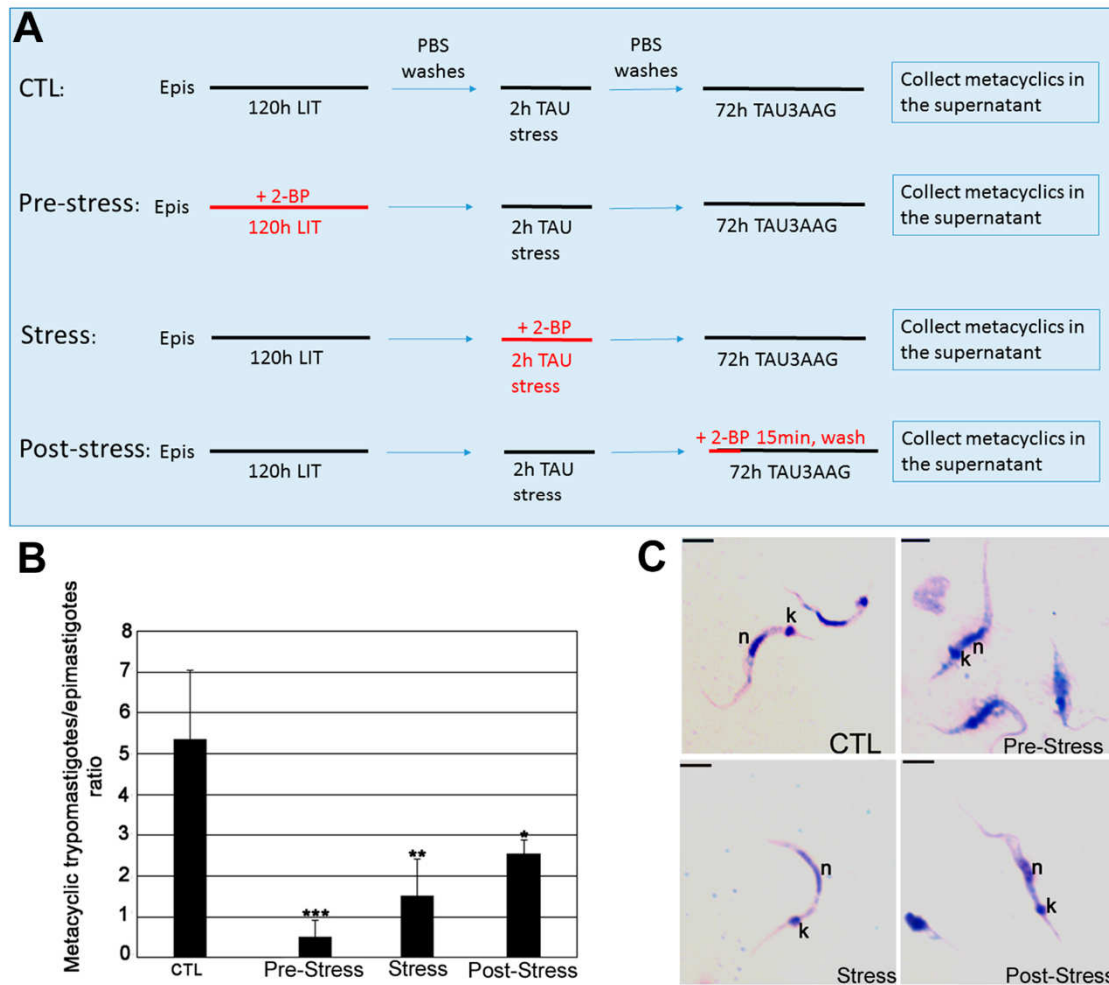 A
CTL:
Epis
120h LIT
PBS
washes
2h TAU
stress
PBS
washes
72h TAU3AAG
Collect metacyclics in
the supernatant
Pre-stress:
Epis
+ 2-BP
120h LIT
2h TAU
stress
72h TAU3AAG
Collect metacyclics in
the supernatant
Stress:
Epis
120h LIT
+ 2-BP
2h TAU
stress
72h TAU3AAG
Collect metacyclics in
the supernatant
Post-stress:
Epis
120h LIT
2h TAU
stress
+ 2-BP 15min, wash
72h TAU3AAG
Collect metacyclics in
the supernatant
B
Metacyclic trypomastigotes/epimastigotes
ratio
8
7
6
5
4
3
2
1
0
***
**
*
CTL
Pre-Stress
Stress
Post-Stress
C
n
k
CTL
k
n
Pre-Stress
n
k
Stress
n
k
Post-Stress